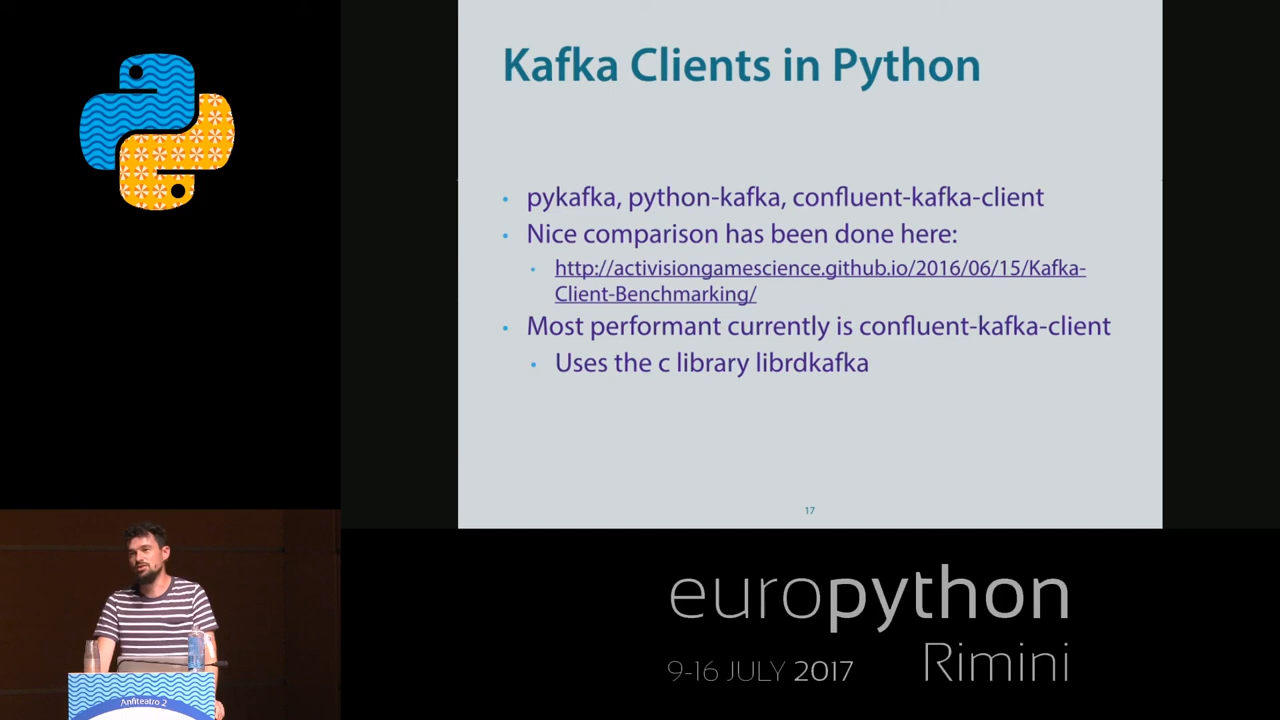 Kafka Clients in Python
• pykafka, python-kafka, confluent-kafka-client
• Nice comparison has been done here:
• http://activisiongamescience.github.io/2016/06/15/Kafka-
Client-Benchmarking/
• Most performant currently is confluent-kafka-client
• Uses the c library librdkafka
17
Anfiteatro 2
europython
Rimini
9-16 JULY 2017